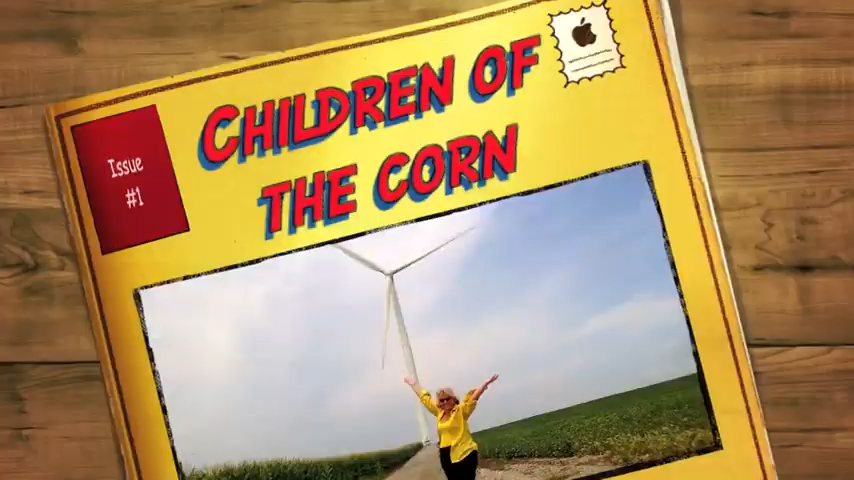 CHILDREN OF
THE CORN
Issue
#1